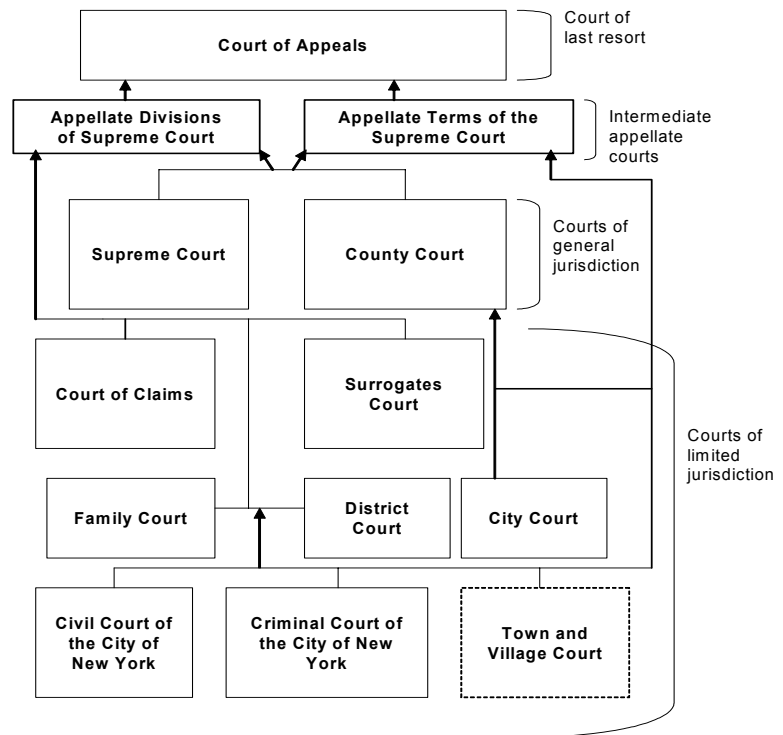 Court of Appeals
Court of
last resort
Appellate Divisions
of Supreme Court
Appellate Terms of the
Supreme Court
Intermediate
appellate
courts
Supreme Court
County Court
Courts of
general
jurisdiction
Court of Claims
Surrogates
Court
Courts of
limited
jurisdiction
Family Court
District
Court
City Court
Civil Court of
the City of
New York
Criminal Court of
the City of New
York
Town and
Village Court